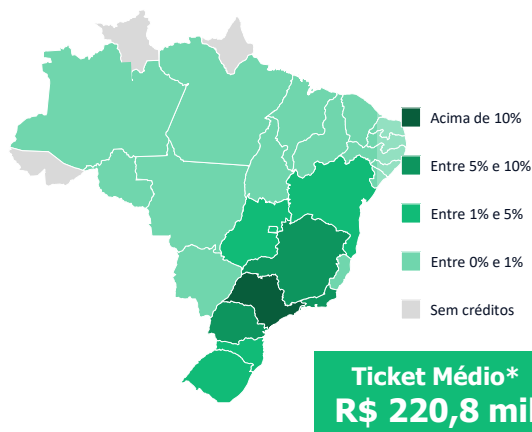 Acima de 10%
Entre 5% e 10%
Entre 1% e 5%
Entre 0% e 1%
Sem créditos
Ticket Médio*
R$ 220,8 mil